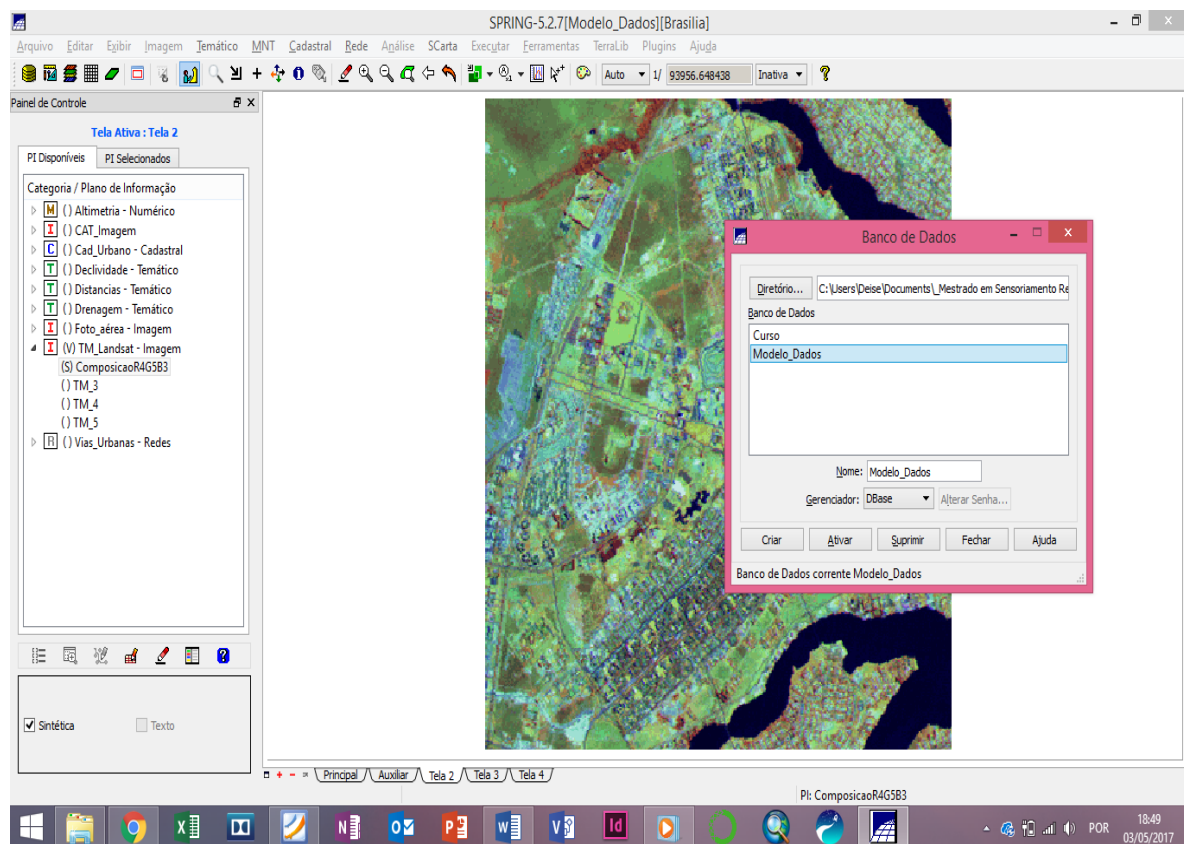 SPRING-5.2.7[Modelo_Dados][Brasilia]
Arquivo Editar Exibir Imagem Temático MNT Cadastral Rede Análise SCarta Executar Ferramentas TerraLib Plugins Ajuda
Auto 1/ 93956.648438 Inativa ?
Painel de Controle
Tela Ativa : Tela 2
PI Disponíveis PI Selecionados
Categoria / Plano de Informação
M () Altimetria - Numérico
I () CAT_Imagem
C () Cad_Urbano - Cadastral
T () Declividade - Temático
T () Distancias - Temático
T () Drenagem - Temático
I () Foto_aérea - Imagem
I (V) TM_Landsat - Imagem
(S) ComposicaoR4G5B3
() TM_3
() TM_4
() TM_5
R () Vias_Urbanas - Redes
Sintética Texto
Banco de Dados
Diretório... C:\Users\Deise\Documents\_Mestrado em Sensoriamento Re
Banco de Dados
Curso
Modelo_Dados
Nome: Modelo_Dados
Gerenciador: DBase Alterar Senha...
Criar Ativar Suprimir Fechar Ajuda
Banco de Dados corrente Modelo_Dados
Principal Auxiliar Tela 2 Tela 3 Tela 4
PI: ComposicaoR4G5B3
POR 18:49
03/05/2017